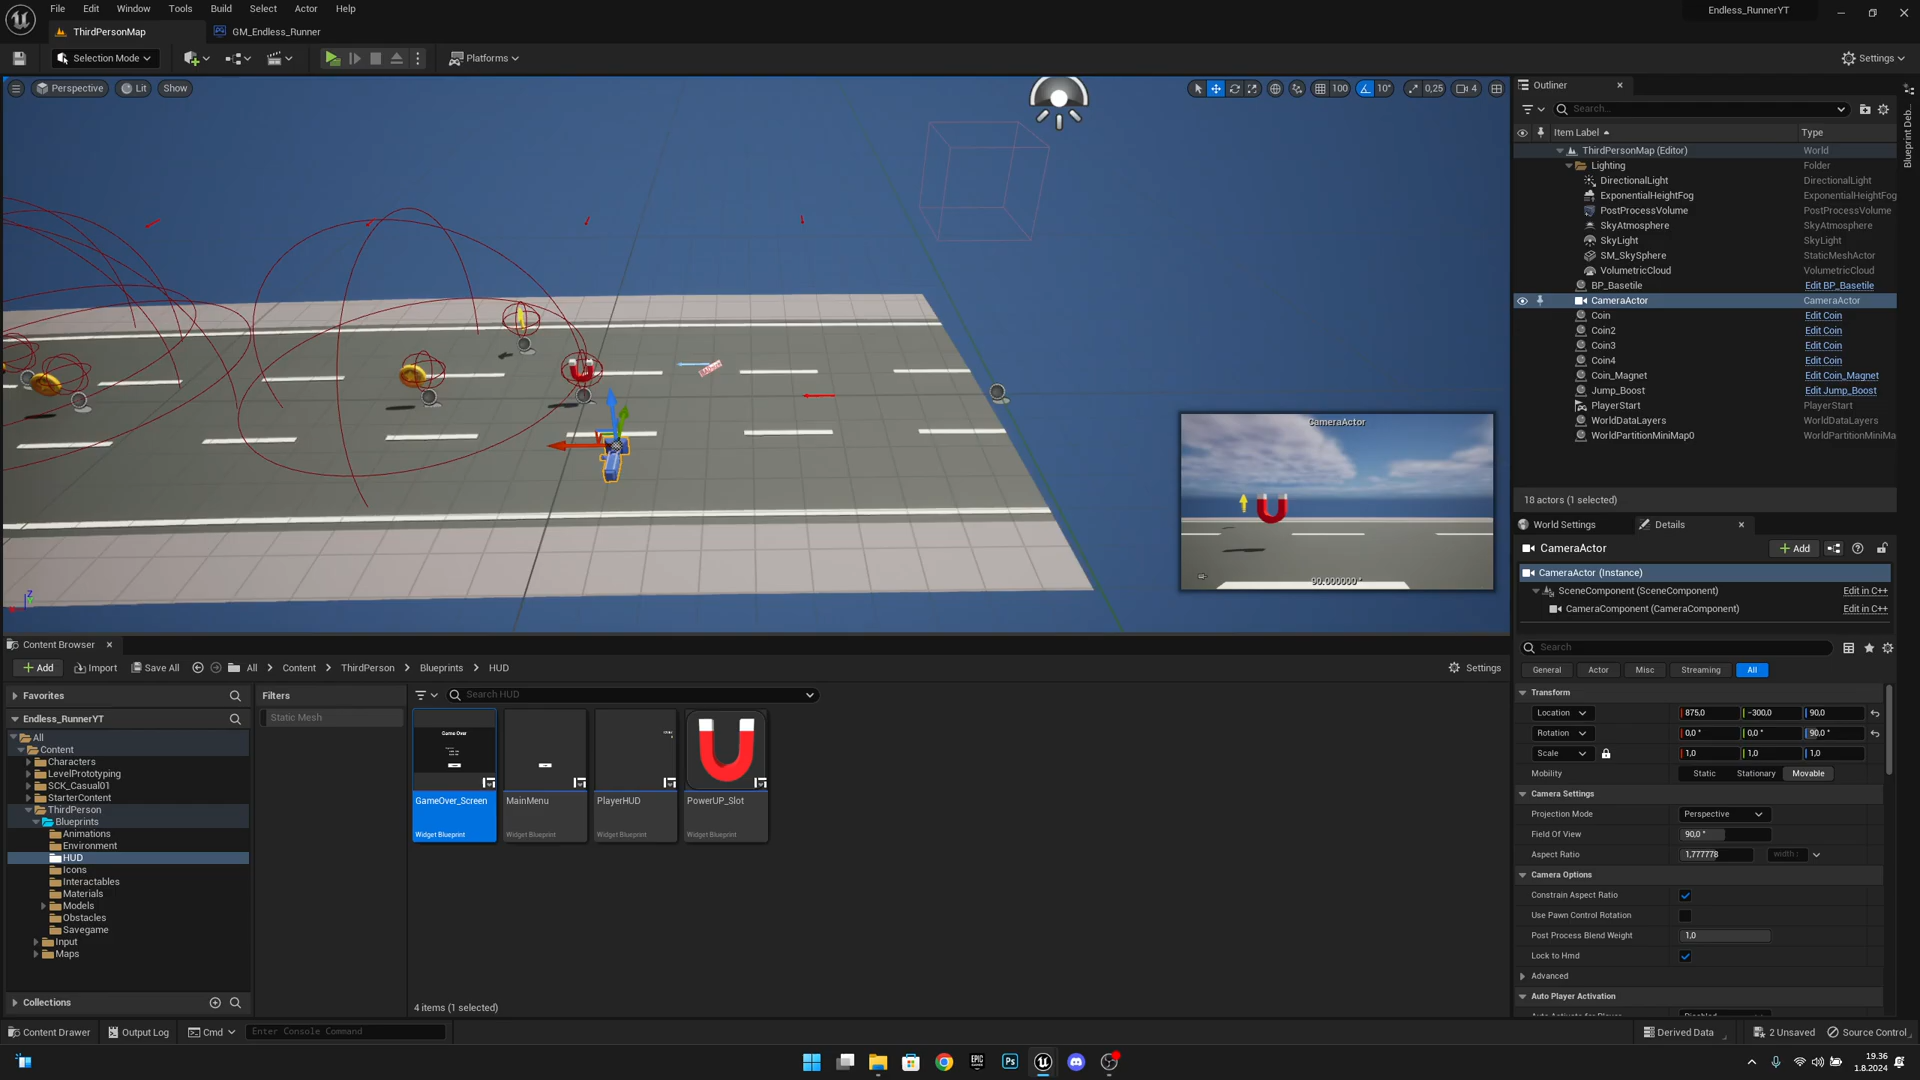 File Edit Window Tools Build Select Actor Help
Endless_RunnerYT
ThirdPersonMap
GM_Endless_Runner
Selection Mode
Platforms
Settings
Perspective
Lit
Show
100
10°
0,25
4
CameraActor
90.000000 °
Outliner
Search...
Item Label
Type
ThirdPersonMap (Editor) World
Lighting Folder
DirectionalLight DirectionalLight
ExponentialHeightFog ExponentialHeightFog
PostProcessVolume PostProcessVolume
SkyAtmosphere SkyAtmosphere
SkyLight SkyLight
SM_SkySphere StaticMeshActor
VolumetricCloud VolumetricCloud
BP_Basetile Edit BP_Basetile
CameraActor CameraActor
Coin Edit Coin
Coin2 Edit Coin
Coin3 Edit Coin
Coin4 Edit Coin
Coin_Magnet Edit Coin_Magnet
Jump_Boost Edit Jump_Boost
PlayerStart PlayerStart
WorldDataLayers WorldDataLayers
WorldPartitionMiniMap0 WorldPartitionMiniMa
18 actors (1 selected)
Blueprint Deb...
World Settings
Details
CameraActor
Add
CameraActor (Instance)
SceneComponent (SceneComponent) Edit in C++
CameraComponent (CameraComponent) Edit in C++
Search
General Actor Misc Streaming All
Transform
Location 875,0 -300,0 90,0
Rotation 0,0 ° 0,0 ° 90,0 °
Scale 1,0 1,0 1,0
Mobility Static Stationary Movable
Camera Settings
Projection Mode Perspective
Field Of View 90,0 °
Aspect Ratio 1,777778 width :
Camera Options
Constrain Aspect Ratio
Use Pawn Control Rotation
Post Process Blend Weight 1,0
Lock to Hmd
Advanced
Auto Player Activation
Content Browser
Add
Import
Save All
All Content ThirdPerson Blueprints HUD
Settings
Favorites
Endless_RunnerYT
All
Content
Characters
LevelPrototyping
SCK_Casual01
StarterContent
ThirdPerson
Blueprints
Animations
Environment
HUD
Icons
Interactables
Materials
Models
Obstacles
Savegame
Input
Maps
Collections
Filters
Static Mesh
Search HUD
Game Over
GameOver_Screen
Widget Blueprint
MainMenu
Widget Blueprint
PlayerHUD
Widget Blueprint
PowerUP_Slot
Widget Blueprint
4 items (1 selected)
Content Drawer
Output Log
Cmd
Enter Console Command
Derived Data
2 Unsaved
Source Control
EPIC
Ps
19.36
1.8.2024